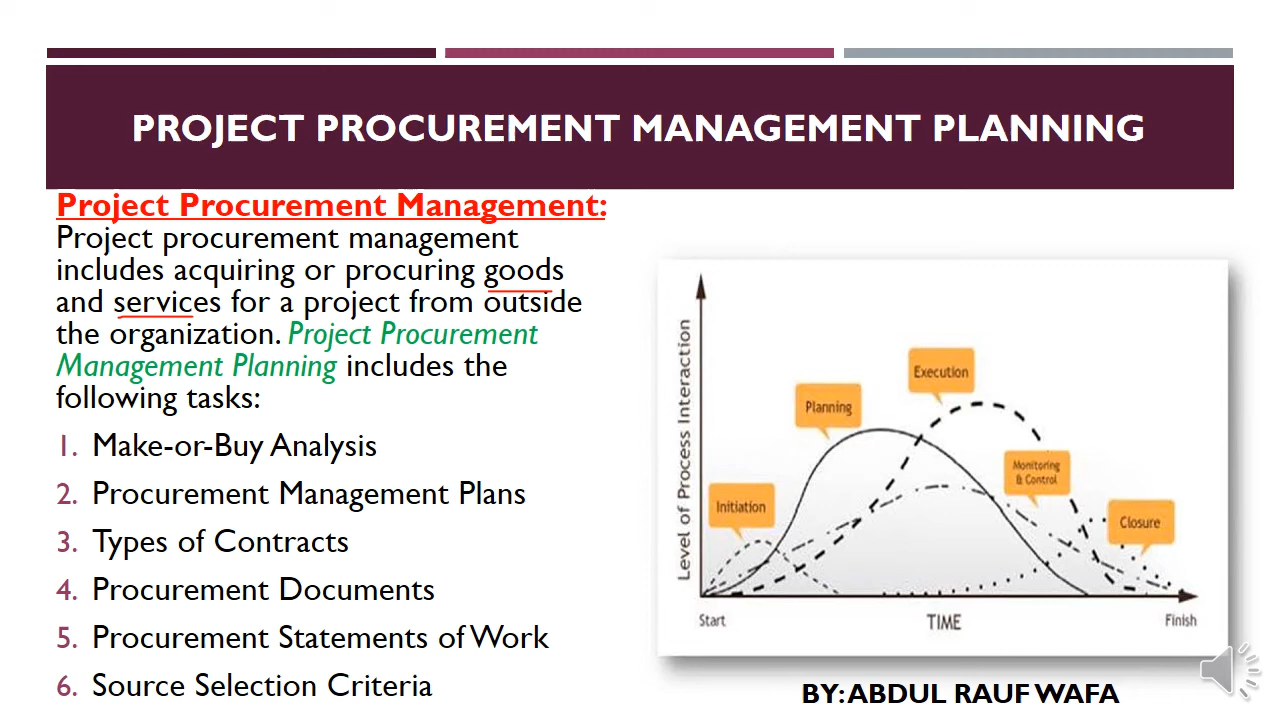 PROJECT PROCUREMENT MANAGEMENT PLANNING
Project Procurement Management:
Project procurement management
includes acquiring or procuring goods
and services for a project from outside
the organization. Project Procurement
Management Planning includes the
following tasks:
1. Make-or-Buy Analysis
2. Procurement Management Plans
3. Types of Contracts
4. Procurement Documents
5. Procurement Statements of Work
6. Source Selection Criteria
Level of Process Interaction
Execution
Planning
Monitoring
& Control
Initiation
Closure
Start
TIME
Finish
BY: ABDUL RAUF WAFA